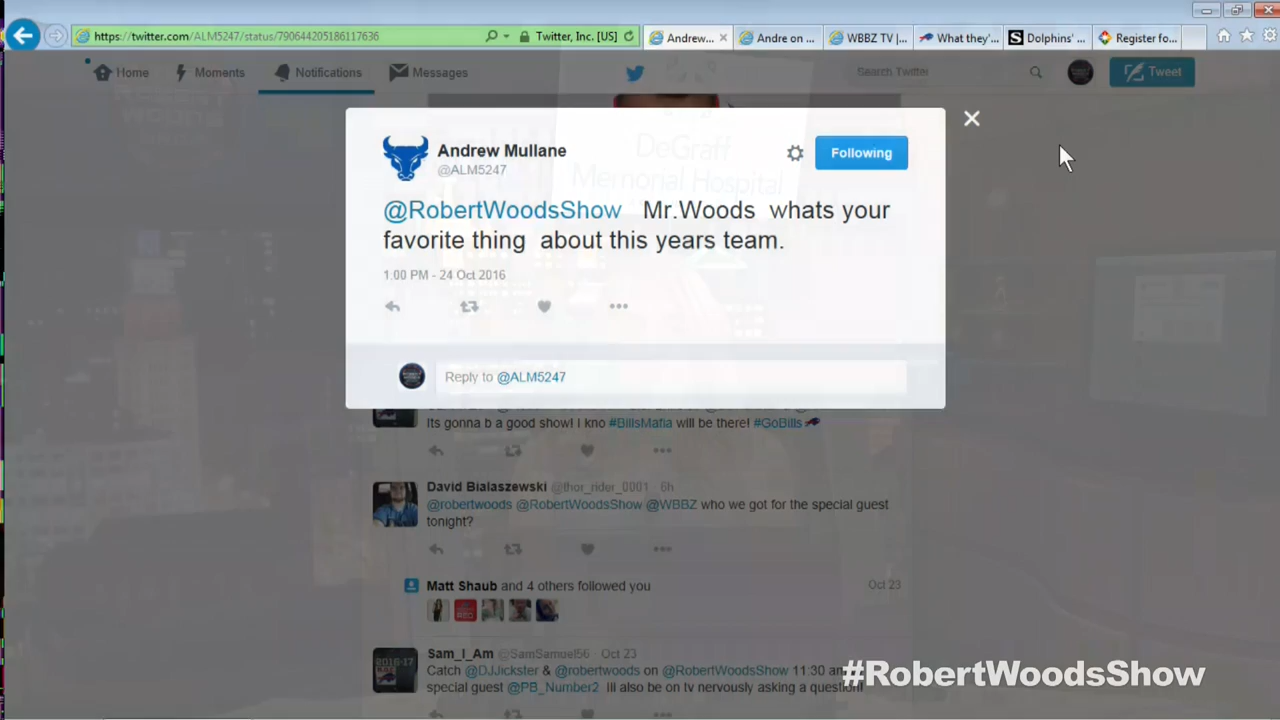 https://twitter.com/ALM5247/status/790644205186117636
Twitter, Inc. [US]
Andrew...
Andre on ...
WBBZ TV |...
What they'...
Dolphins' ...
Register fo...
Home
Moments
Notifications
Messages
Search Twitter
Tweet
DeGraff
Memorial Hospital
Andrew Mullane
@ALM5247
Following
@RobertWoodsShow Mr.Woods whats your
favorite thing about this years team.
1:00 PM - 24 Oct 2016
Reply to @ALM5247
Its gonna b a good show! I kno #BillsMafia will be there! #GoBills
David Bialaszewski @thor_rider_0001 6h
@robertwoods @RobertWoodsShow @WBBZ who we got for the special guest
tonight?
Matt Shaub and 4 others followed you
Oct 23
Sam_I_Am @SamSamoel56 · Oct 23
Catch @DJJickster & @robertwoods on @RobertWoodsShow 11:30
special guest @PB_Number2 Ill also be on tv nervously asking a question!
#RobertWoodsShow